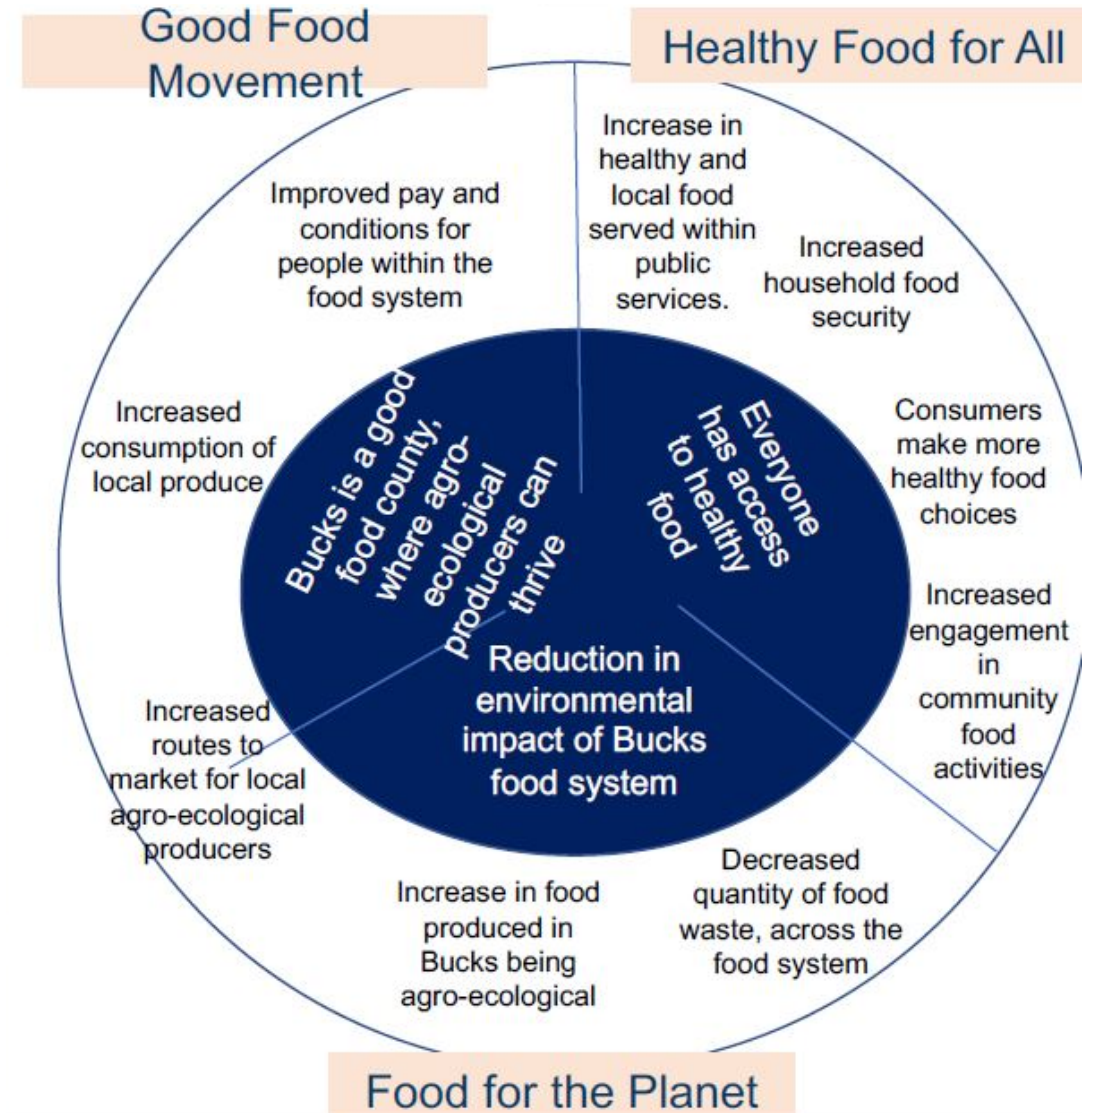 Good Food
Movement
Healthy Food for All
Improved pay and
conditions for
people within the
food system
Increase in
healthy and
local food
served within
public
services.
Increased
household food
security
Increased
consumption of
local produce
Consumers
make more
healthy food
choices
Bucks is a good
food county,
where agro-
ecological
producers can
thrive
Everyone
has access
to healthy
food
Increased
engagement
in
community
food
activities
Reduction in
environmental
impact of Bucks
food system
Increased
routes to
market for local
agro-ecological
producers
Increase in food
produced in
Bucks being
agro-ecological
Decreased
quantity of food
waste, across the
food system
Food for the Planet